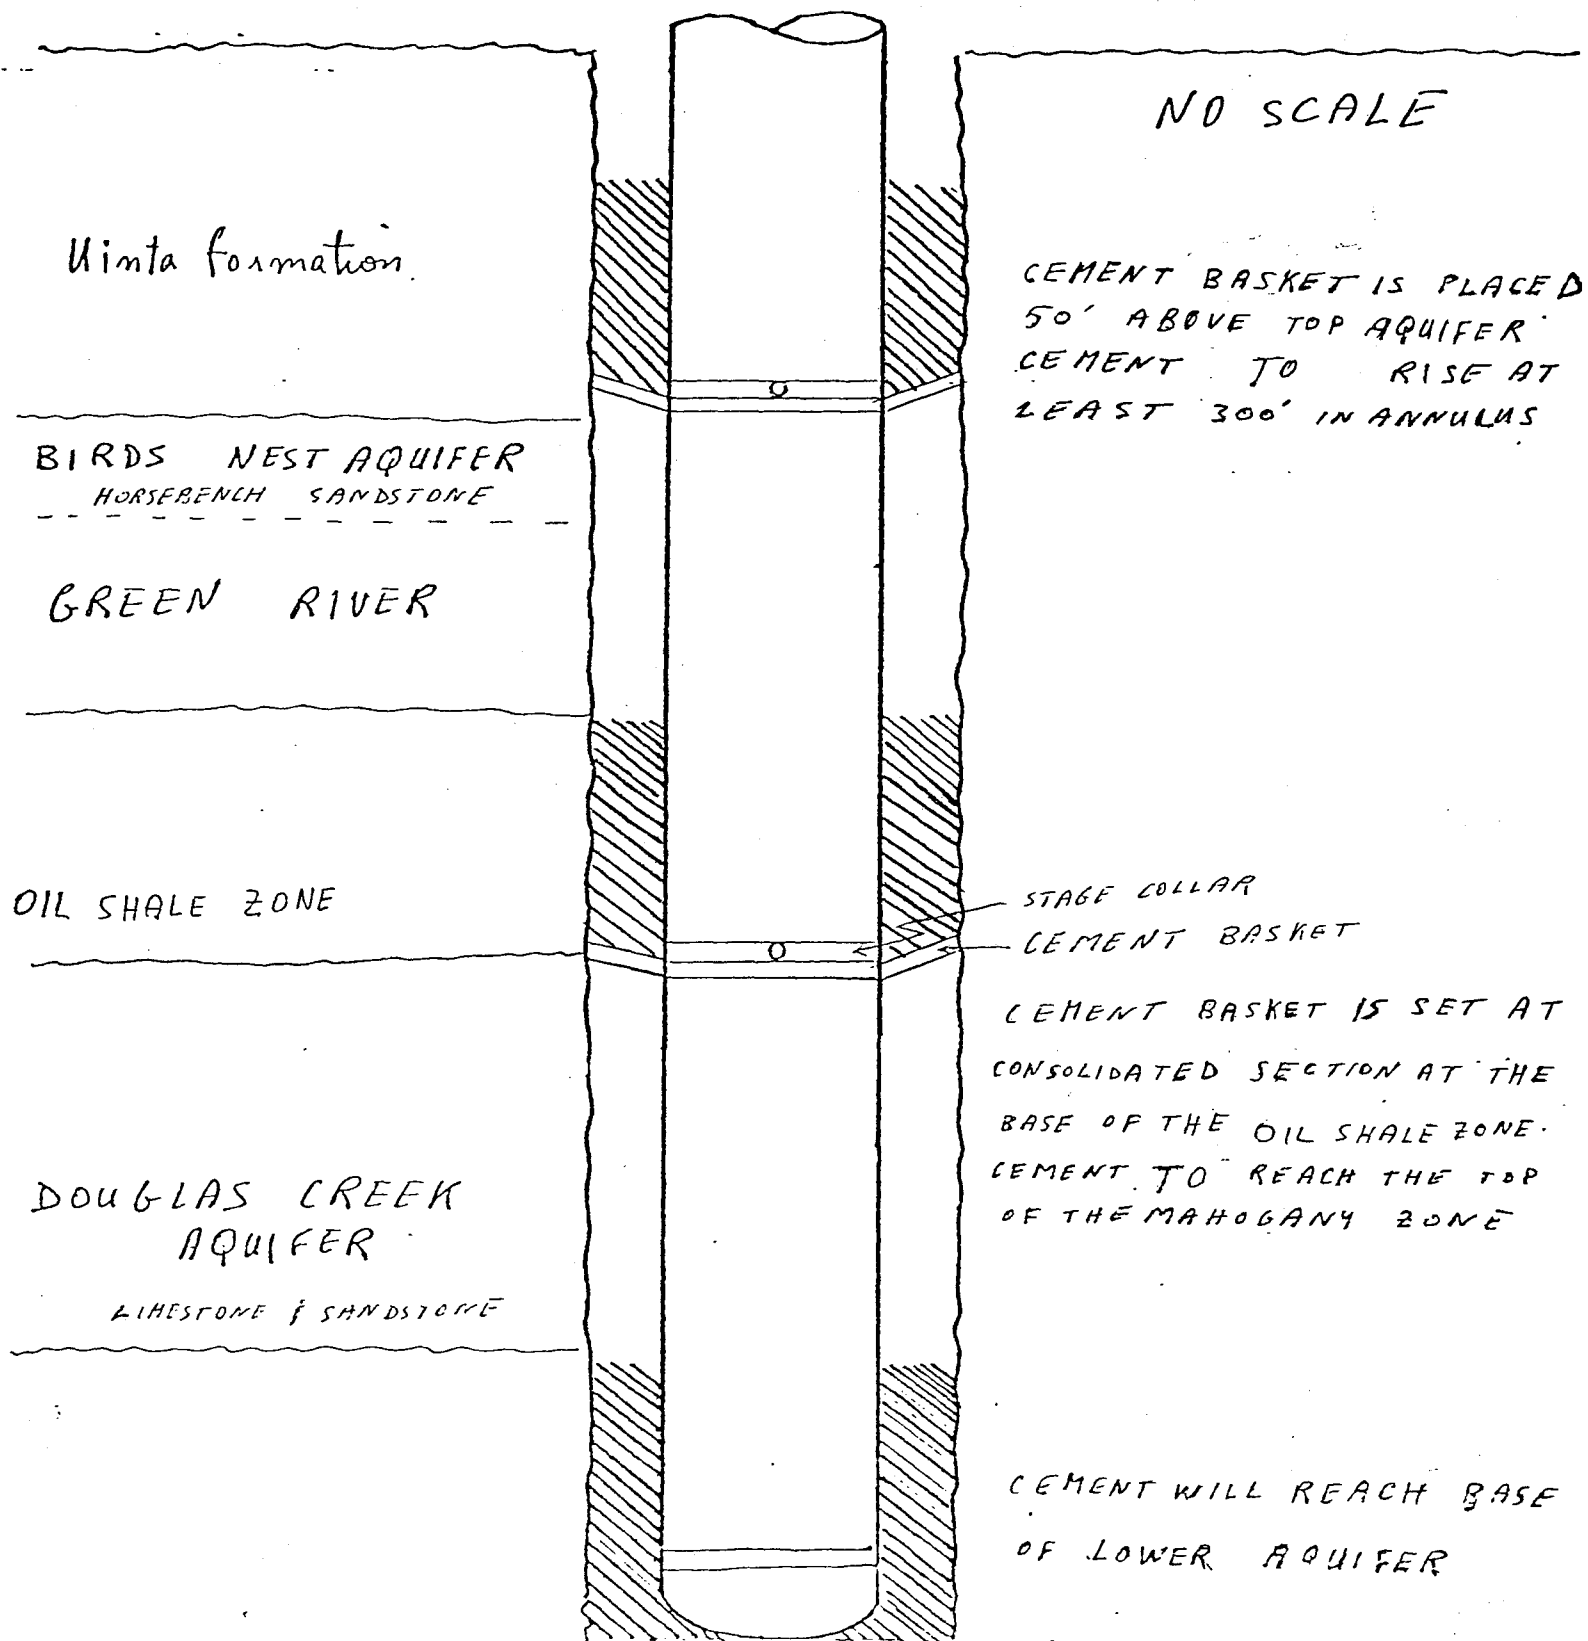 NO SCALE
Uinta formation.
CEMENT BASKET IS PLACED
50' ABOVE TOP AQUIFER
CEMENT TO RISE AT
LEAST 300' IN ANNULUS
BIRDS NEST AQUIFER
HORSEBENCH SANDSTONE
GREEN RIVER
OIL SHALE ZONE
STAGE COLLAR
CEMENT BASKET
CEMENT BASKET IS SET AT
CONSOLIDATED SECTION AT THE
BASE OF THE OIL SHALE ZONE.
CEMENT TO REACH THE TOP
OF THE MAHOGANY ZONE
DOUGLAS CREEK
AQUIFER
LIMESTONE & SANDSTONE
CEMENT WILL REACH BASE
OF LOWER AQUIFER